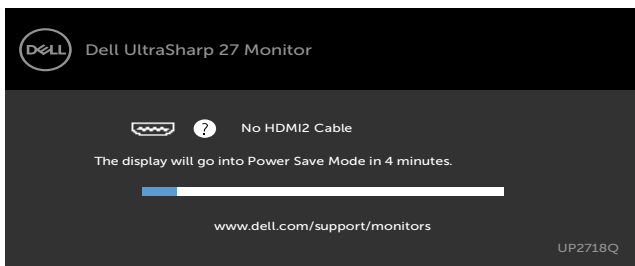 DELL Dell UltraSharp 27 Monitor
? No HDMI2 Cable
The display will go into Power Save Mode in 4 minutes.
www.dell.com/support/monitors
UP2718Q